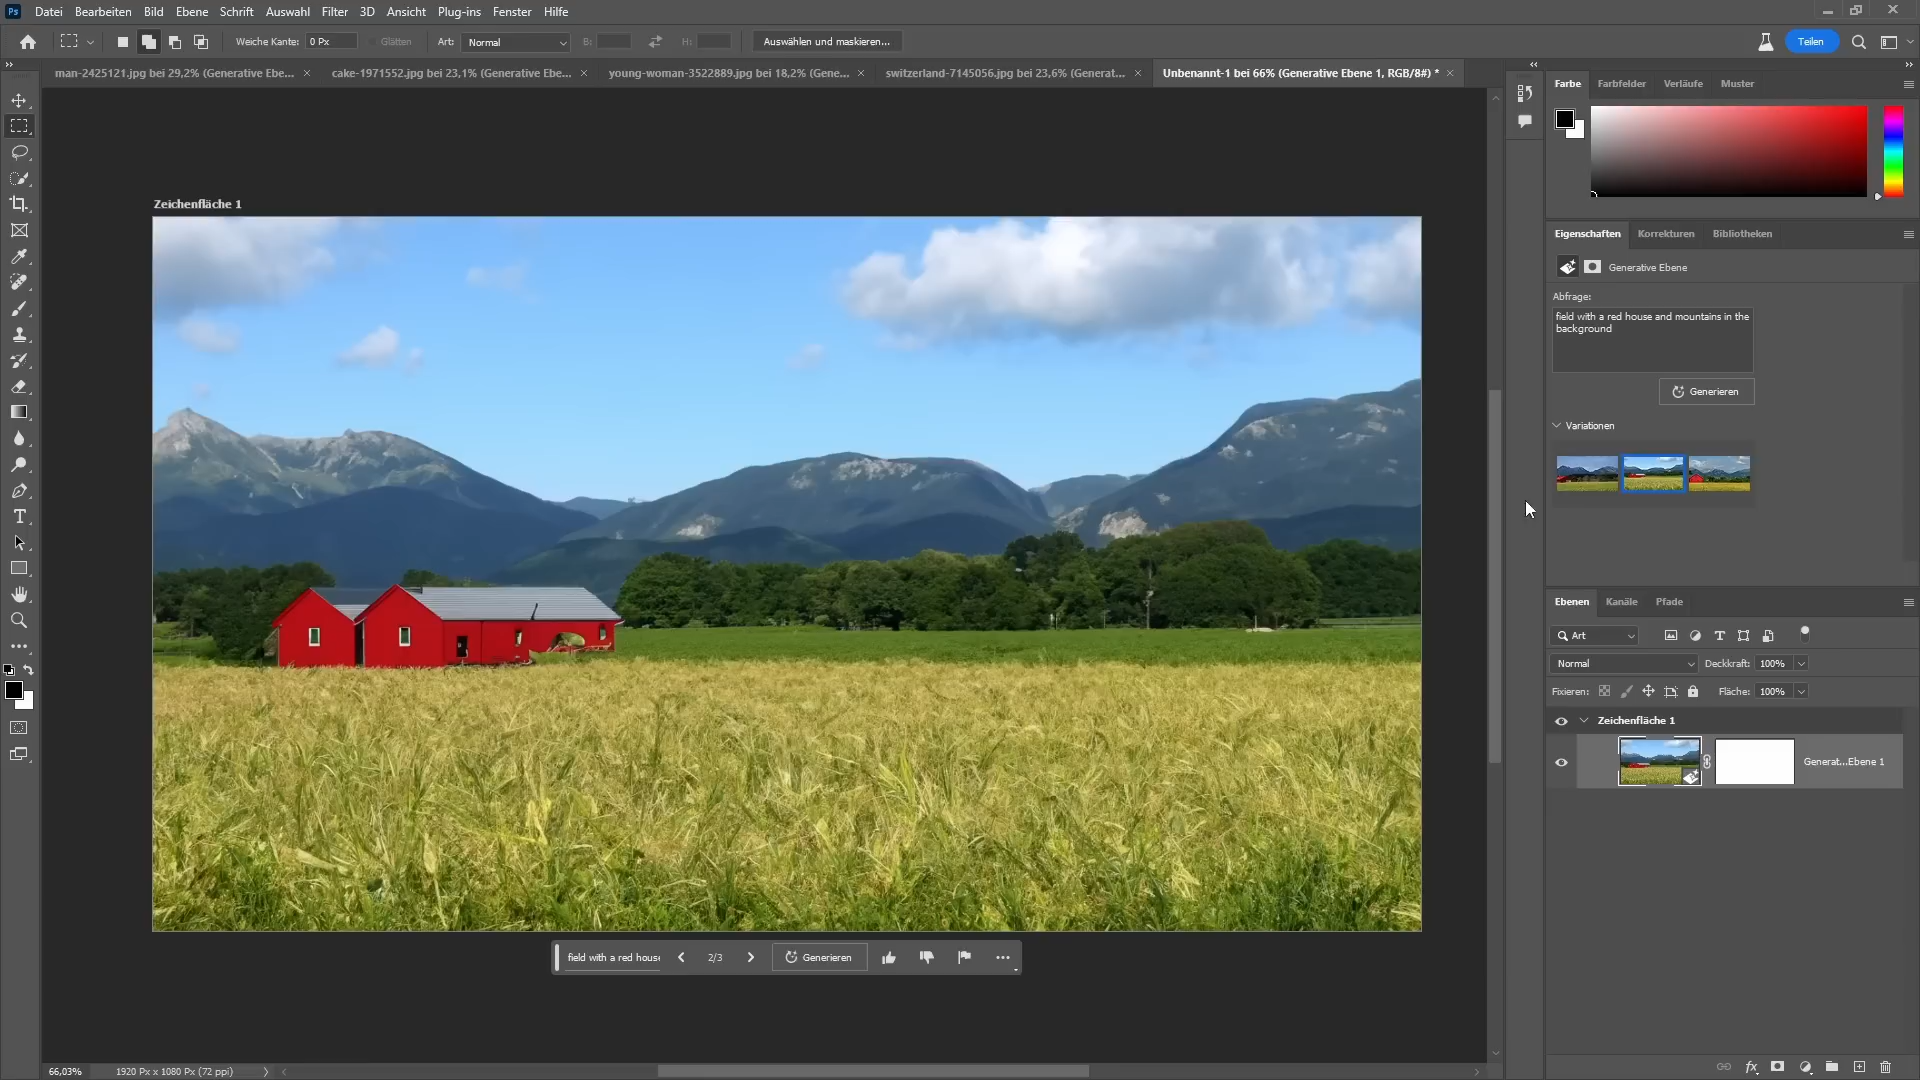 Ps Datei Bearbeiten Bild Ebene Schrift Auswahl Filter 3D Ansicht Plug-ins Fenster Hilfe
Weiche Kante: 0 Px Glätten Art: Normal B: H: Auswählen und maskieren... Teilen
man-2425121.jpg bei 29,2% (Generative Ebe... cake-1971552.jpg bei 23,1% (Generative Ebe... young-woman-3522889.jpg bei 18,2% (Gene... switzerland-7145056.jpg bei 23,6% (Generat... Unbenannt-1 bei 66% (Generative Ebene 1, RGB/8#) *
Farbe Farbfelder Verläufe Muster
Zeichenfläche 1
Eigenschaften Korrekturen Bibliotheken
Generative Ebene
Abfrage:
field with a red house and mountains in the
background
Generieren
Variationen
Ebenen Kanäle Pfade
Art
Normal Deckkraft: 100%
Fixieren: Fläche: 100%
Zeichenfläche 1
Generat...Ebene 1
field with a red house 2/3 Generieren
66,03% 1920 Px x 1080 Px (72 ppi)
fx